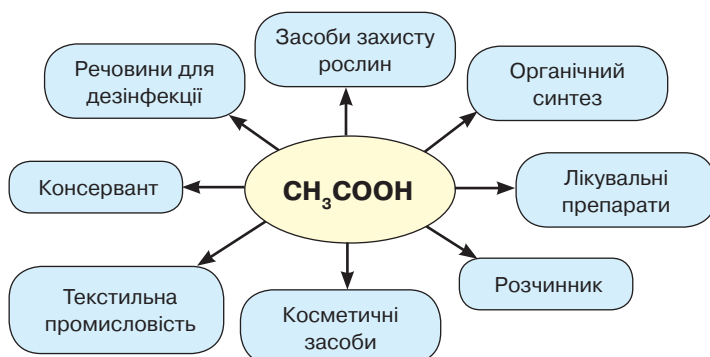 Засоби захисту
рослин
Речовини для
дезінфекції
Органічний
синтез
Консервант
CH₃COOH
Лікувальні
препарати
Текстильна
промисловість
Косметичні
засоби
Розчинник